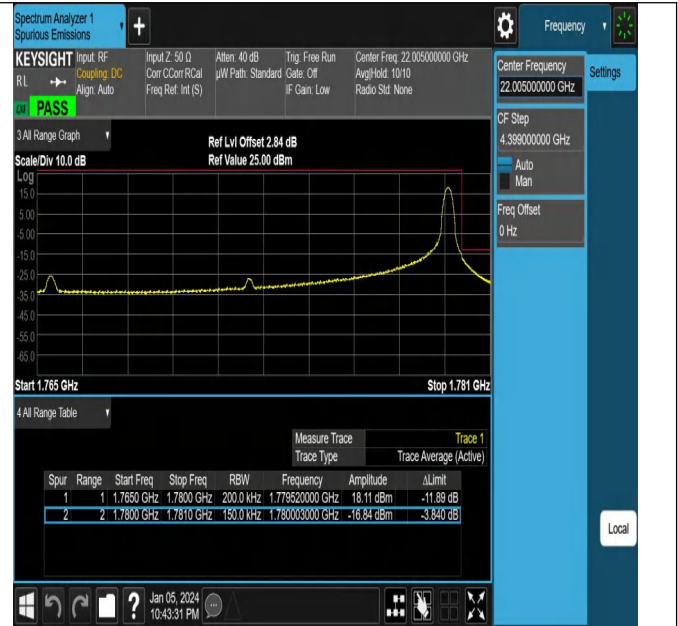 Spectrum Analyzer 1
Spurious Emissions
Frequency
KEYSIGHT
RL
Input: RF
Coupling: DC
Align: Auto
Input Z: 50 Ω
Corr CCorr RCal
Freq Ref: Int (S)
Atten: 40 dB
µW Path: Standard
Trig: Free Run
Gate: Off
IF Gain: Low
Center Freq: 22.005000000 GHz
Avg|Hold: 10/10
Radio Std: None
LXI PASS
Center Frequency
22.005000000 GHz
Settings
CF Step
4.399000000 GHz
Auto
Man
Freq Offset
0 Hz
3 All Range Graph
Scale/Div 10.0 dB
Ref Lvl Offset 2.84 dB
Ref Value 25.00 dBm
Log
15.0
5.00
-5.00
-15.0
-25.0
-35.0
-45.0
-55.0
-65.0
Start 1.765 GHz
Stop 1.781 GHz
4 All Range Table
Measure Trace Trace 1
Trace Type Trace Average (Active)
Spur Range Start Freq Stop Freq RBW Frequency Amplitude ΔLimit
1 1 1.7650 GHz 1.7800 GHz 200.0 kHz 1.779520000 GHz 18.11 dBm -11.89 dB
2 2 1.7800 GHz 1.7810 GHz 150.0 kHz 1.780003000 GHz -16.84 dBm -3.840 dB
Local
? Jan 05, 2024
10:43:31 PM